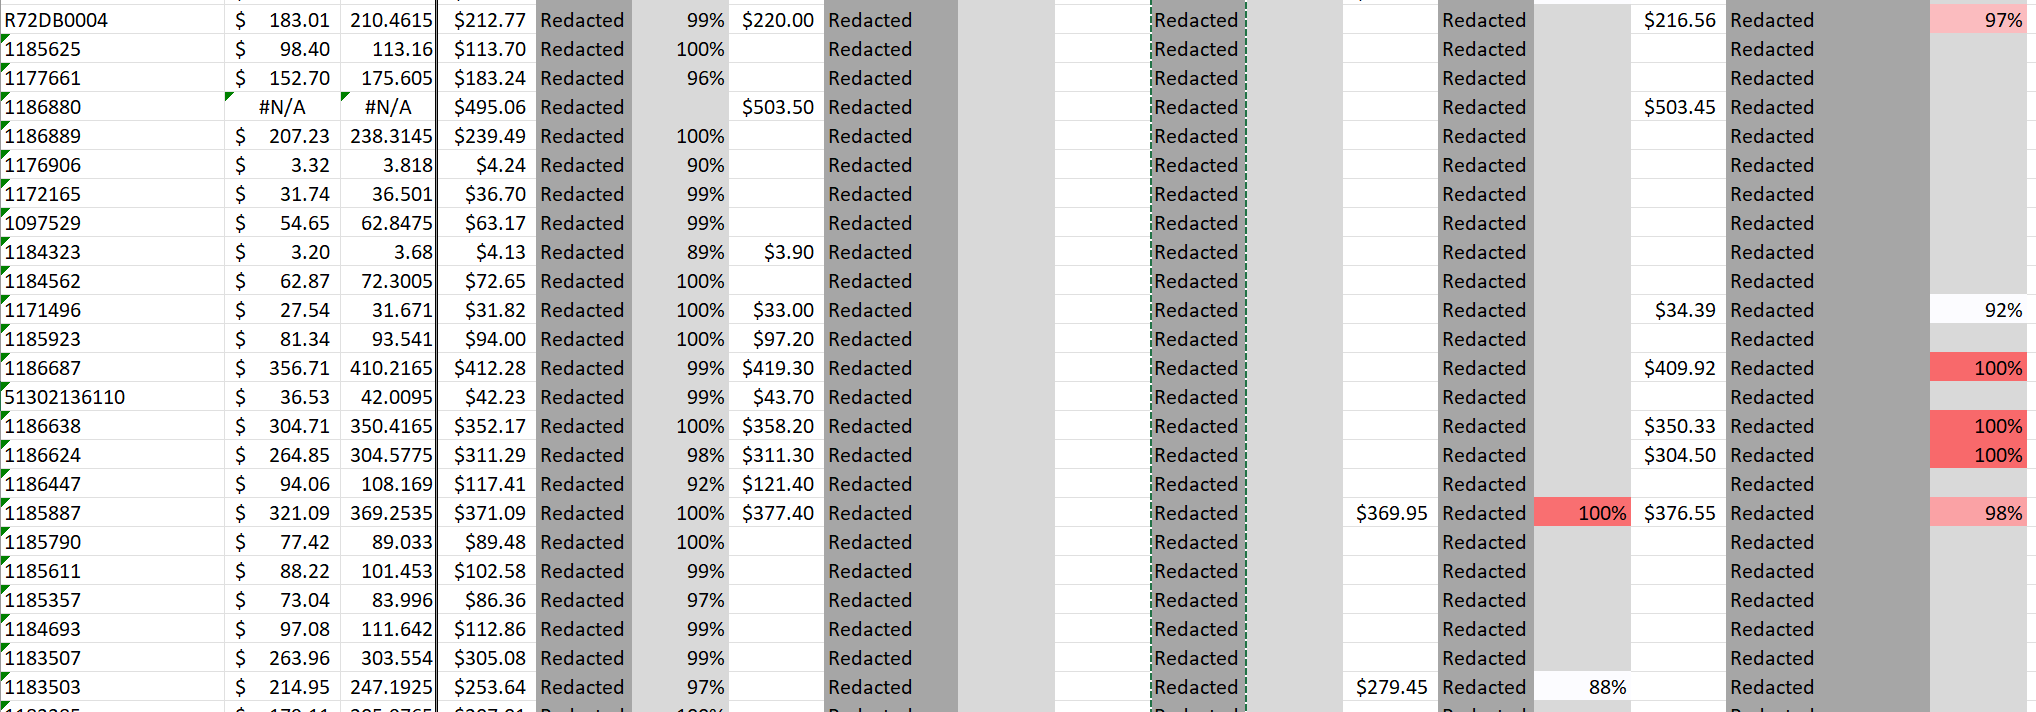 R72DB0004 $ 183.01 210.4615 $212.77 Redacted 99% $220.00 Redacted Redacted Redacted $216.56 Redacted 97%
1185625 $ 98.40 113.16 $113.70 Redacted 100% Redacted Redacted Redacted Redacted
1177661 $ 152.70 175.605 $183.24 Redacted 96% Redacted Redacted Redacted Redacted
1186880 #N/A #N/A $495.06 Redacted $503.50 Redacted Redacted Redacted $503.45 Redacted
1186889 $ 207.23 238.3145 $239.49 Redacted 100% Redacted Redacted Redacted Redacted
1176906 $ 3.32 3.818 $4.24 Redacted 90% Redacted Redacted Redacted Redacted
1172165 $ 31.74 36.501 $36.70 Redacted 99% Redacted Redacted Redacted Redacted
1097529 $ 54.65 62.8475 $63.17 Redacted 99% Redacted Redacted Redacted Redacted
1184323 $ 3.20 3.68 $4.13 Redacted 89% $3.90 Redacted Redacted Redacted Redacted
1184562 $ 62.87 72.3005 $72.65 Redacted 100% Redacted Redacted Redacted Redacted
1171496 $ 27.54 31.671 $31.82 Redacted 100% $33.00 Redacted Redacted Redacted $34.39 Redacted 92%
1185923 $ 81.34 93.541 $94.00 Redacted 100% $97.20 Redacted Redacted Redacted Redacted
1186687 $ 356.71 410.2165 $412.28 Redacted 99% $419.30 Redacted Redacted Redacted $409.92 Redacted 100%
51302136110 $ 36.53 42.0095 $42.23 Redacted 99% $43.70 Redacted Redacted Redacted Redacted
1186638 $ 304.71 350.4165 $352.17 Redacted 100% $358.20 Redacted Redacted Redacted $350.33 Redacted 100%
1186624 $ 264.85 304.5775 $311.29 Redacted 98% $311.30 Redacted Redacted Redacted $304.50 Redacted 100%
1186447 $ 94.06 108.169 $117.41 Redacted 92% $121.40 Redacted Redacted Redacted Redacted
1185887 $ 321.09 369.2535 $371.09 Redacted 100% $377.40 Redacted Redacted $369.95 Redacted 100% $376.55 Redacted 98%
1185790 $ 77.42 89.033 $89.48 Redacted 100% Redacted Redacted Redacted Redacted
1185611 $ 88.22 101.453 $102.58 Redacted 99% Redacted Redacted Redacted Redacted
1185357 $ 73.04 83.996 $86.36 Redacted 97% Redacted Redacted Redacted Redacted
1184693 $ 97.08 111.642 $112.86 Redacted 99% Redacted Redacted Redacted Redacted
1183507 $ 263.96 303.554 $305.08 Redacted 99% Redacted Redacted Redacted Redacted
1183503 $ 214.95 247.1925 $253.64 Redacted 97% Redacted Redacted $279.45 Redacted 88% Redacted